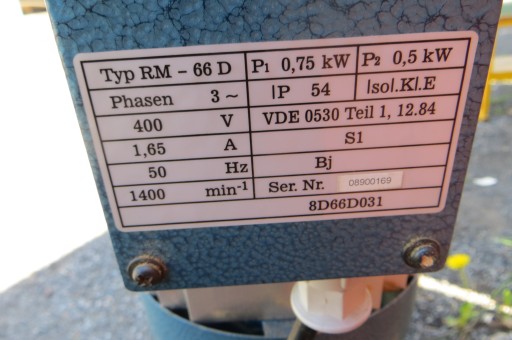 Typ RM - 66 D P1 0,75 kW P2 0,5 kW
Phasen 3 ~ IP 54 Isol.Kl.E
400 V VDE 0530 Teil 1, 12.84
1,65 A S1
50 Hz Bj
1400 min-1 Ser. Nr. 08900169
8D66D031